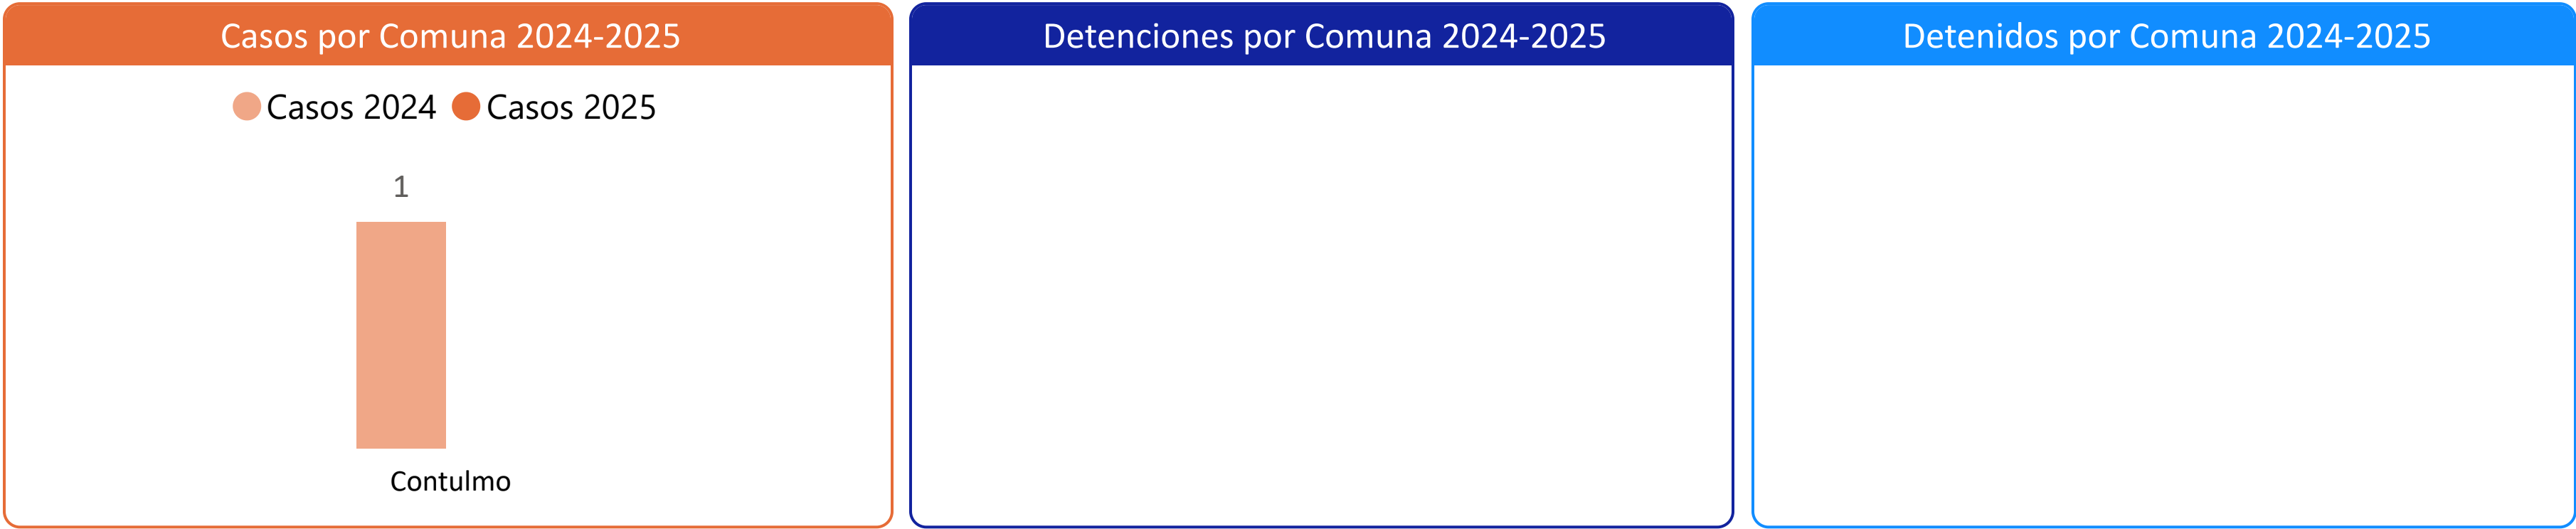 Casos por Comuna 2024-2025
Casos 2024 Casos 2025
1
Contulmo
Detenciones por Comuna 2024-2025
Detenidos por Comuna 2024-2025